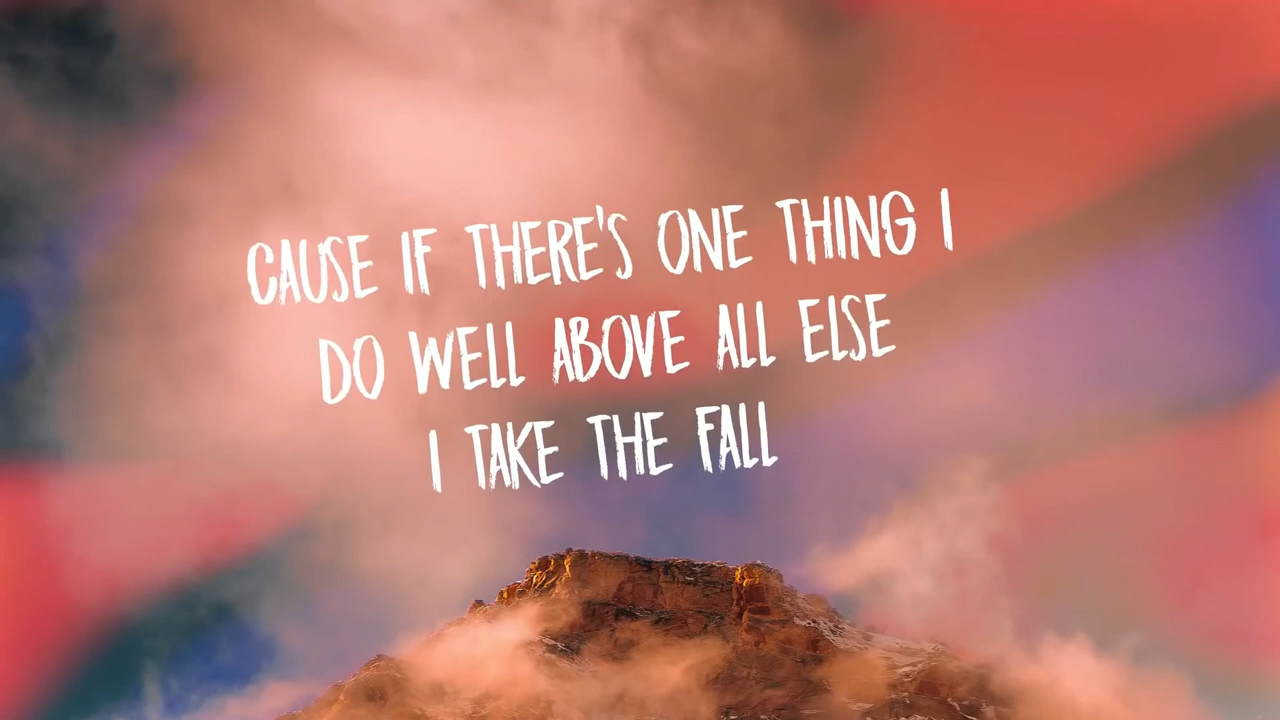 CAUSE IF THERE'S ONE THING I
DO WELL ABOVE ALL ELSE
I TAKE THE FALL